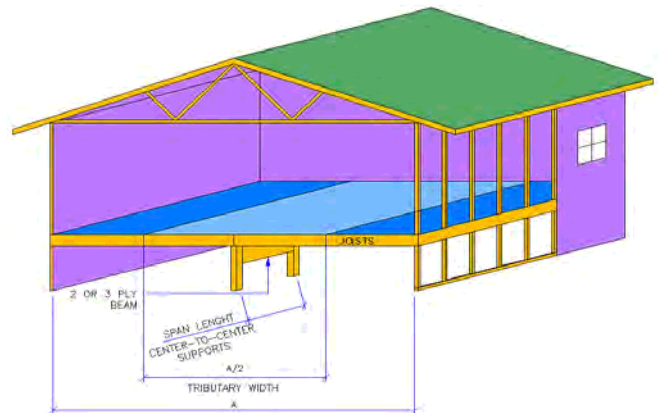 JOISTS
2 OR 3 PLY
BEAM
SPAN LENGHT
CENTER-TO-CENTER
SUPPORTS
A/2
TRIBUTARY WIDTH
A